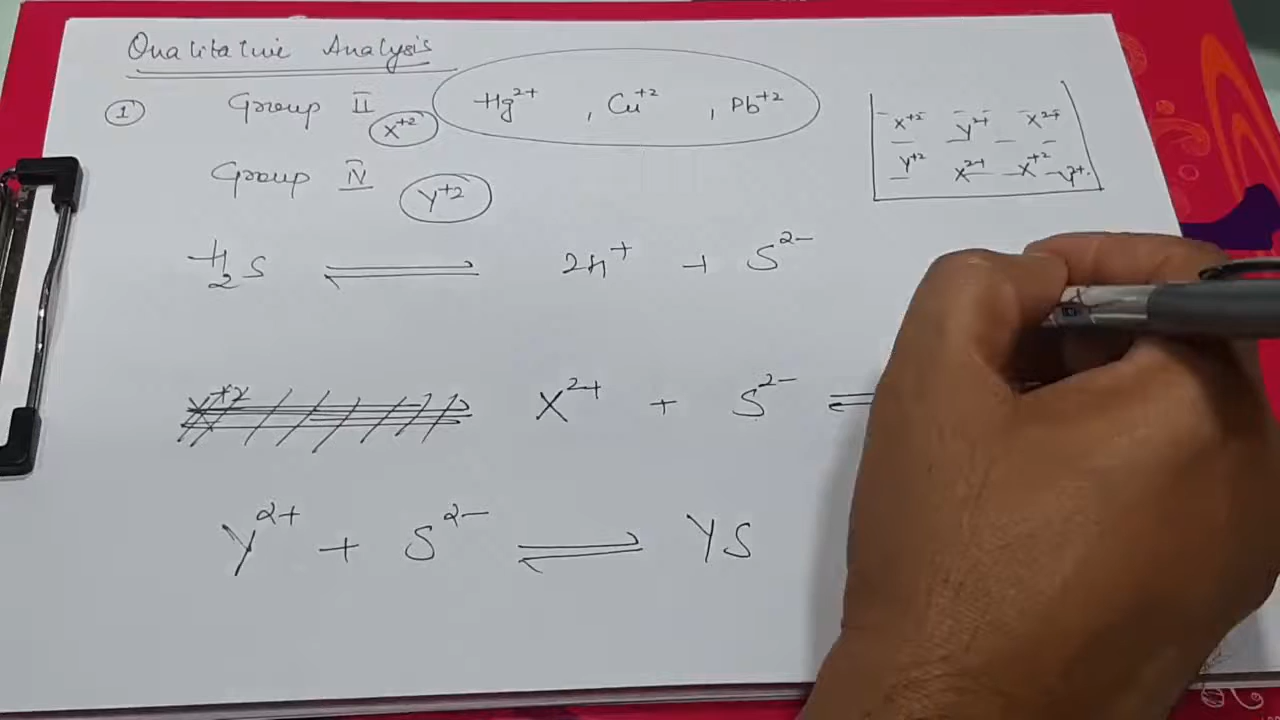 Qualitative Analysis
① Group II X⁺² Hg²⁺ , Cu⁺² , Pb⁺²
Group IV Y⁺²
X⁺² Y²⁺ X²⁺
Y⁺² X²⁺ X⁺² Y²⁺
H₂S ⇌ 2H⁺ + S²⁻
X²⁺ + S²⁻ ⇌
Y²⁺ + S²⁻ ⇌ YS